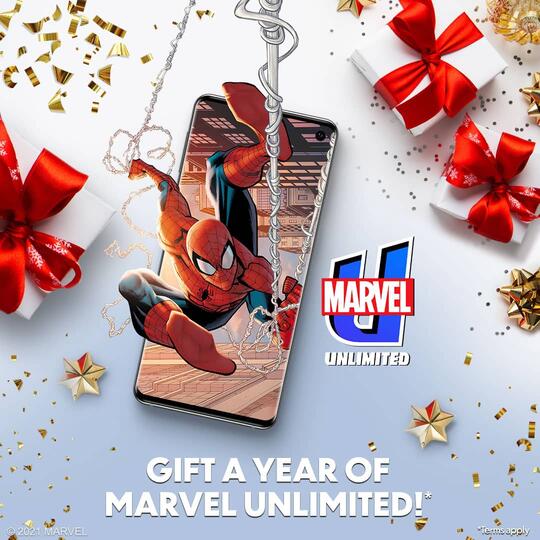 MARVEL
UNLIMITED
GIFT A YEAR OF
MARVEL UNLIMITED!*
© 2021 MARVEL
*Terms apply